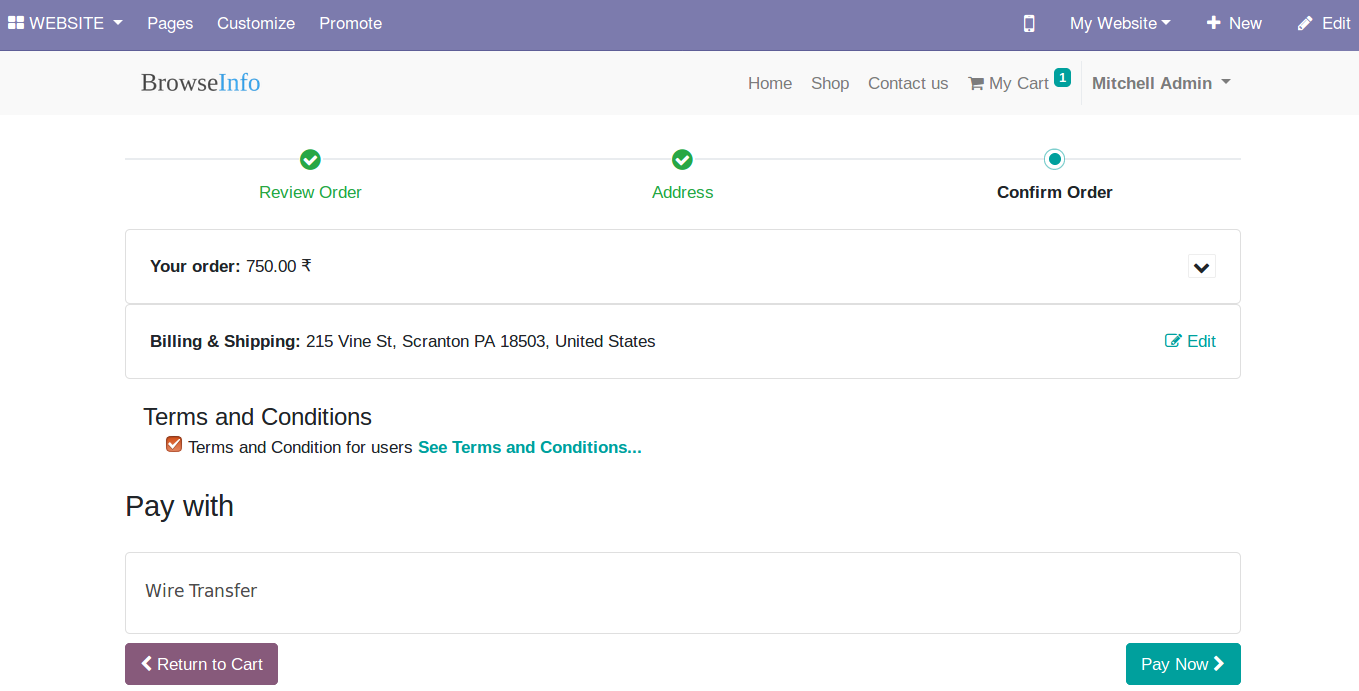 WEBSITE Pages Customize Promote My Website New Edit
BrowseInfo Home Shop Contact us My Cart 1 Mitchell Admin
Review Order Address Confirm Order
Your order: 750.00 ₹
Billing & Shipping: 215 Vine St, Scranton PA 18503, United States Edit
Terms and Conditions
Terms and Condition for users See Terms and Conditions...
Pay with
Wire Transfer
Return to Cart Pay Now